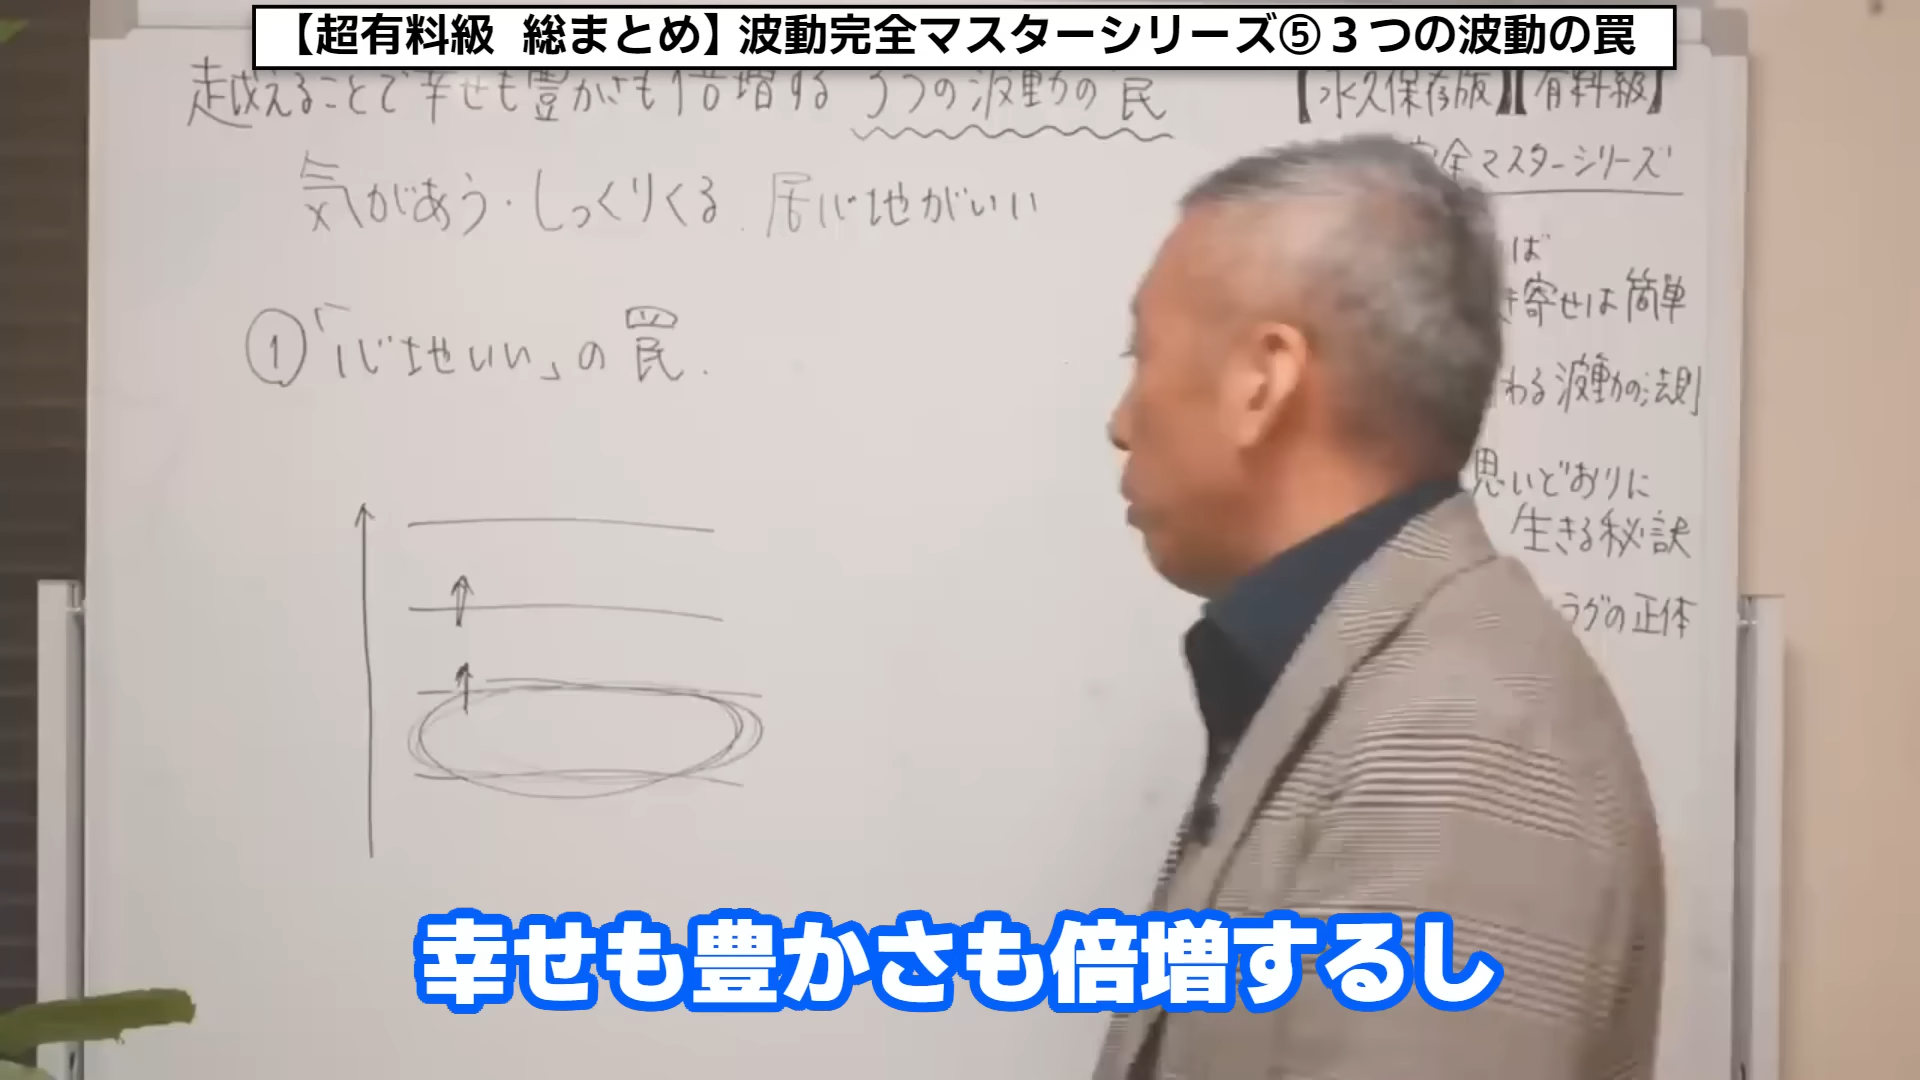 【超有料級 総まとめ】波動完全マスターシリーズ⑤３つの波動の罠
越えることで幸せも豊かさも倍増する 3つの波動の罠
【永久保存版】【有料級】
完全マスターシリーズ
気があう・しっくりくる．居心地がいい
ば
き寄せは簡単
①「心地いい」の罠．
わる波動の法則
思いどおりに
生きる秘訣
ラグの正体
幸せも豊かさも倍増するし